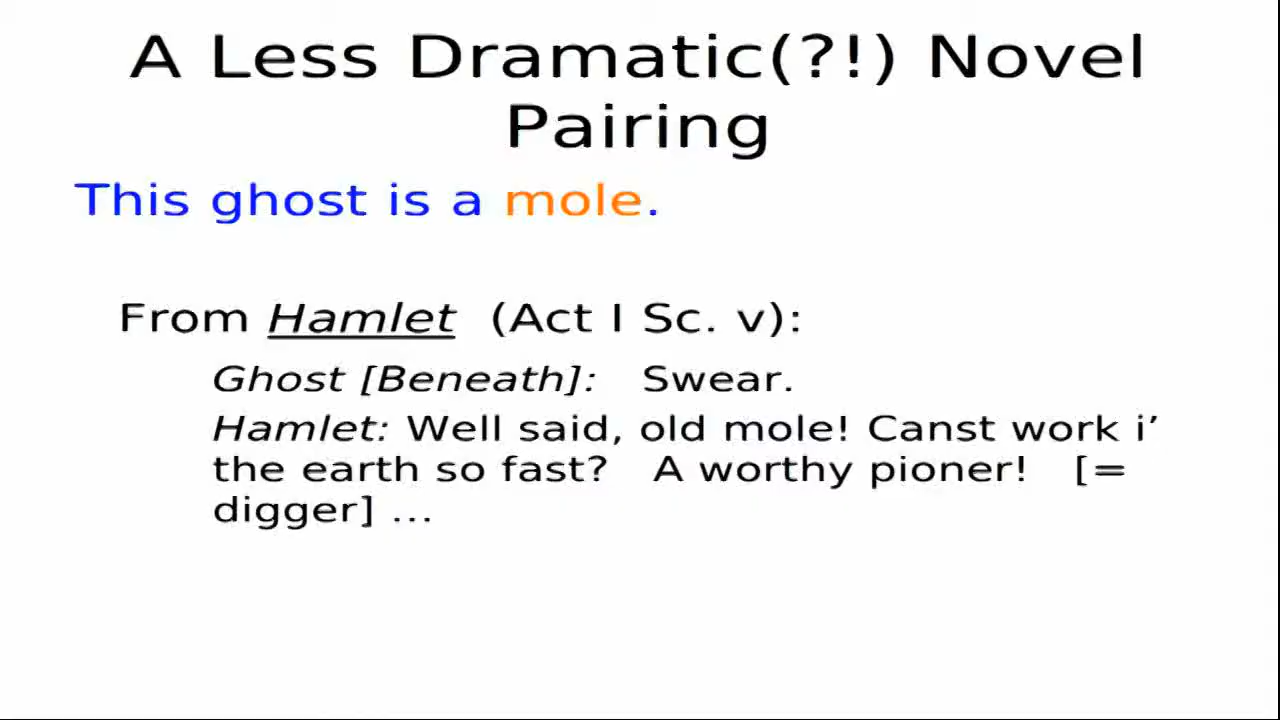 A Less Dramatic(?!) Novel
Pairing
This ghost is a mole.
From Hamlet (Act I Sc. v):
Ghost [Beneath]: Swear.
Hamlet: Well said, old mole! Canst work i’
the earth so fast? A worthy pioner! [=
digger] ...